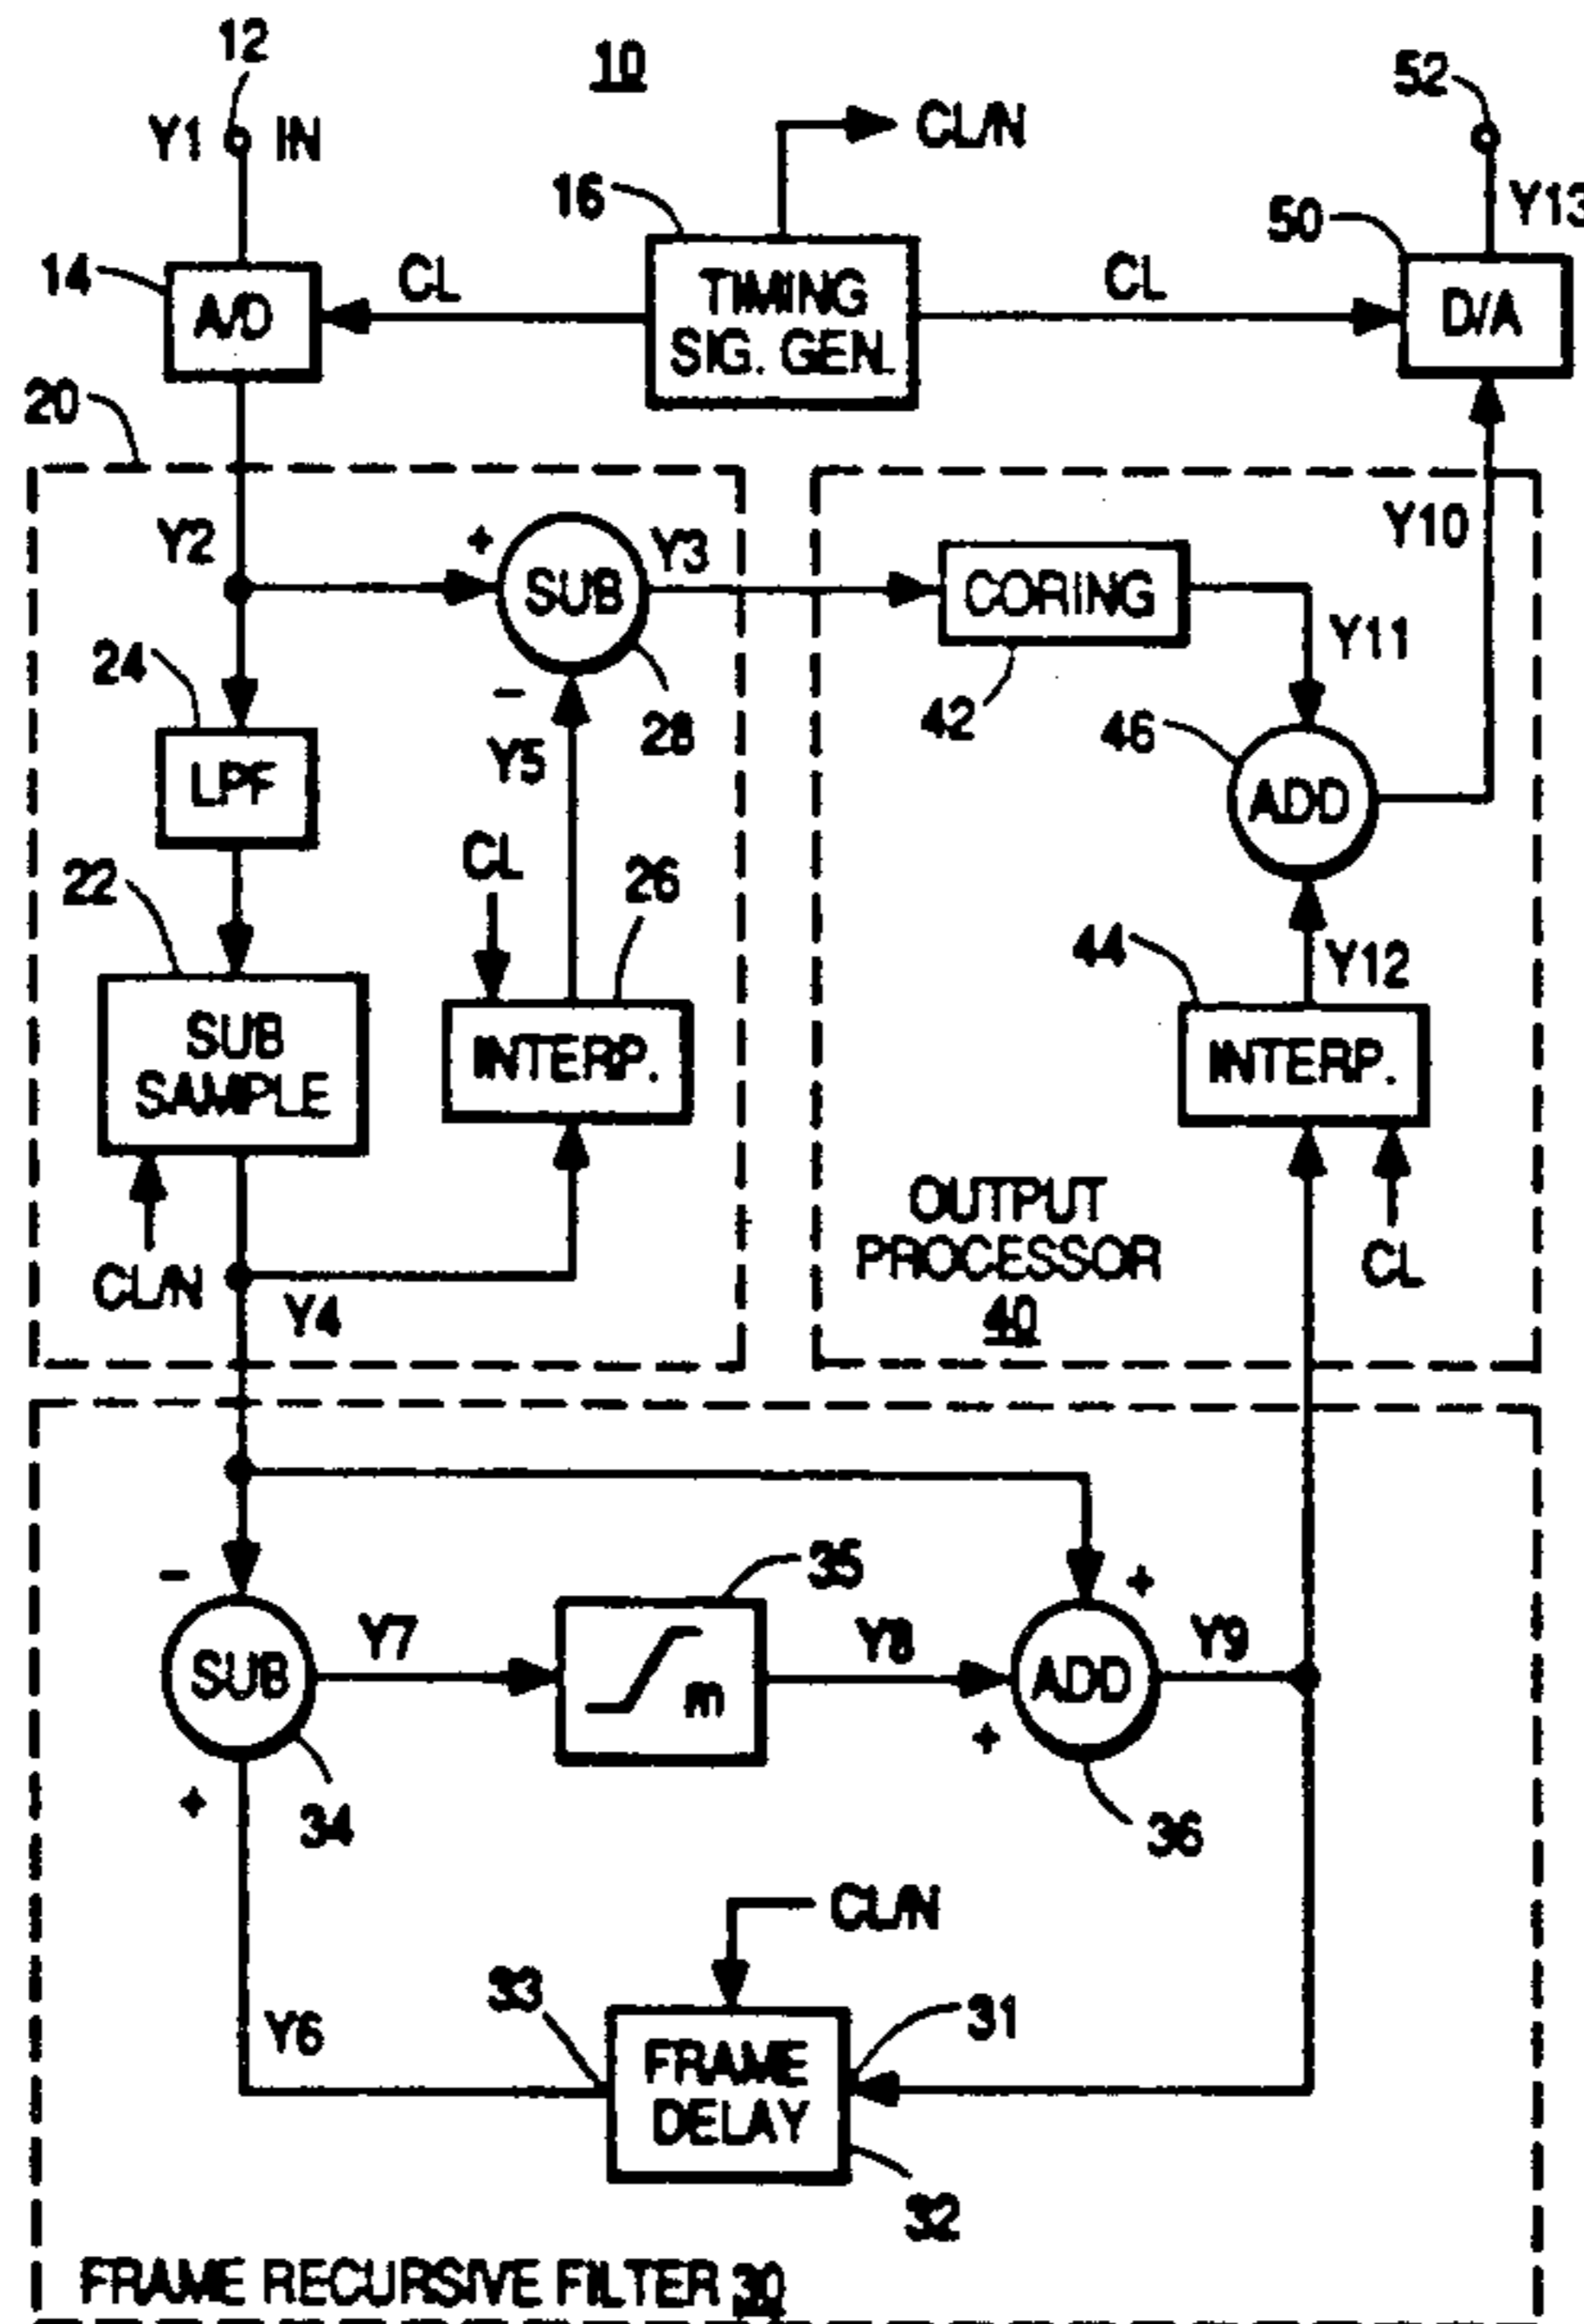 12
10
52
Y1 IN
CL/N
16
Y13
50
14
CL
CL
A/D
TIMING
SIG. GEN.
D/A
20
Y2
+
Y3
Y10
SUB
CORING
Y11
24
-
28
42
46
Y5
LPF
ADD
CL
26
22
44
Y12
SUB
SAMPLE
INTERP.
INTERP.
OUTPUT
PROCESSOR
40
CL/N
Y4
CL
35
-
+
Y7
Y8
Y9
SUB
m
ADD
+
+
34
36
CL/N
33
31
Y6
FRAME
DELAY
32
FRAME RECURSIVE FILTER 30